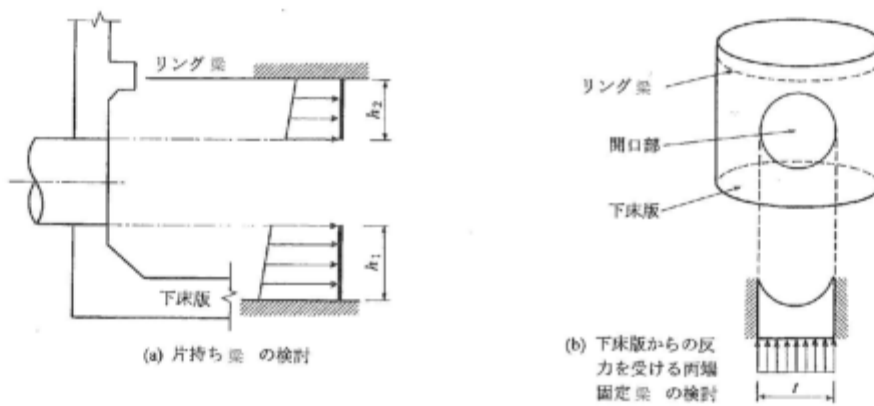 リング梁
h₂
h₁
下床版
(a) 片持ち梁 の検討
リング梁
開口部
下床版
(b) 下床版からの反
力を受ける両端
固定梁 の検討
l